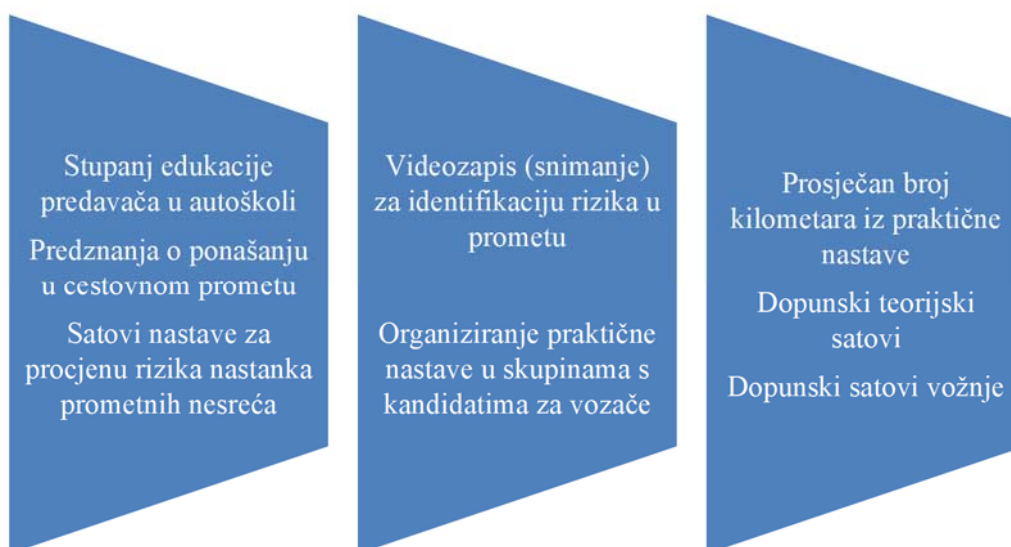 Stupanj edukacije
predavača u autoškoli
Predznanja o ponašanju
u cestovnom prometu
Satovi nastave za
procjenu rizika nastanka
prometnih nesreća
Videozapis (snimanje)
za identifikaciju rizika u
prometu
Organiziranje praktične
nastave u skupinama s
kandidatima za vozače
Prosječan broj
kilometara iz praktične
nastave
Dopunski teorijski
satovi
Dopunski satovi vožnje